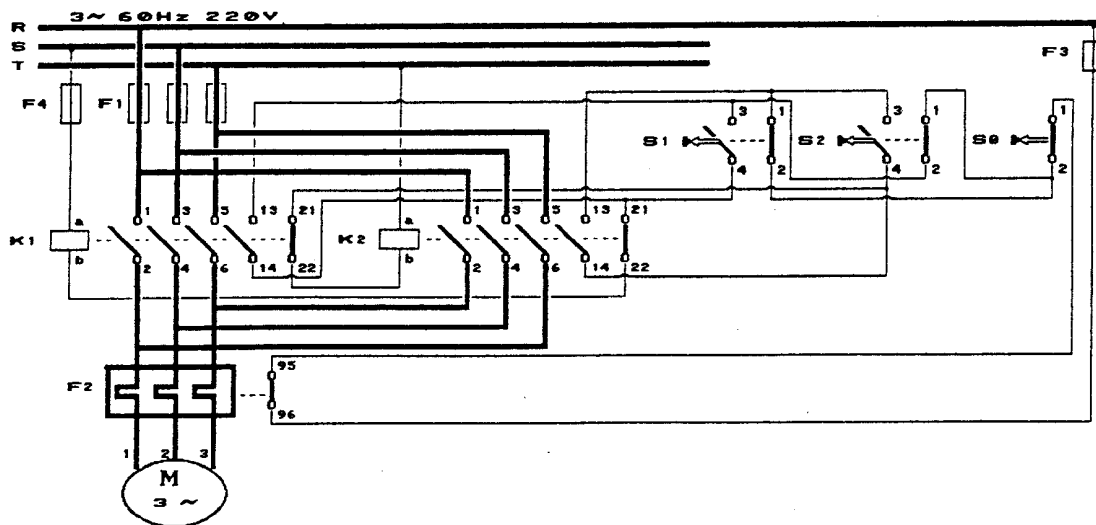 3~ 60Hz 220V
R
S
T
F3
F4 F1
3 1 3 1 1
S1 S2 S0
4 2 4 2 2
1 3 5 13 21 1 3 5 13 21
a a
K1 K2
b b
2 4 6 14 22 2 4 6 14 22
95
F2
96
1 2 3
M
3 ~